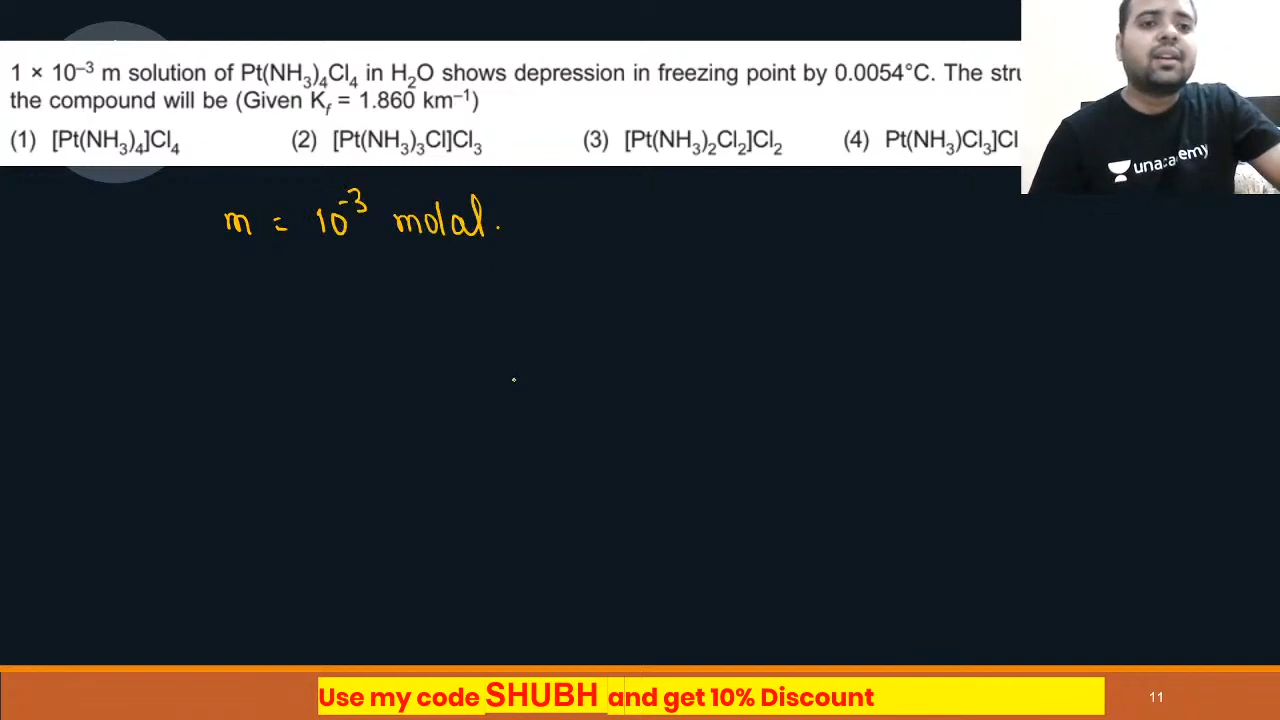 1 × 10⁻³ m solution of Pt(NH₃)₄Cl₄ in H₂O shows depression in freezing point by 0.0054°C. The stru
the compound will be (Given K_f = 1.860 km⁻¹)
(1) [Pt(NH₃)₄]Cl₄ (2) [Pt(NH₃)₃Cl]Cl₃ (3) [Pt(NH₃)₂Cl₂]Cl₂ (4) Pt(NH₃)Cl₃]Cl
unacademy
m = 10⁻³ molal.
Use my code SHUBH and get 10% Discount
11